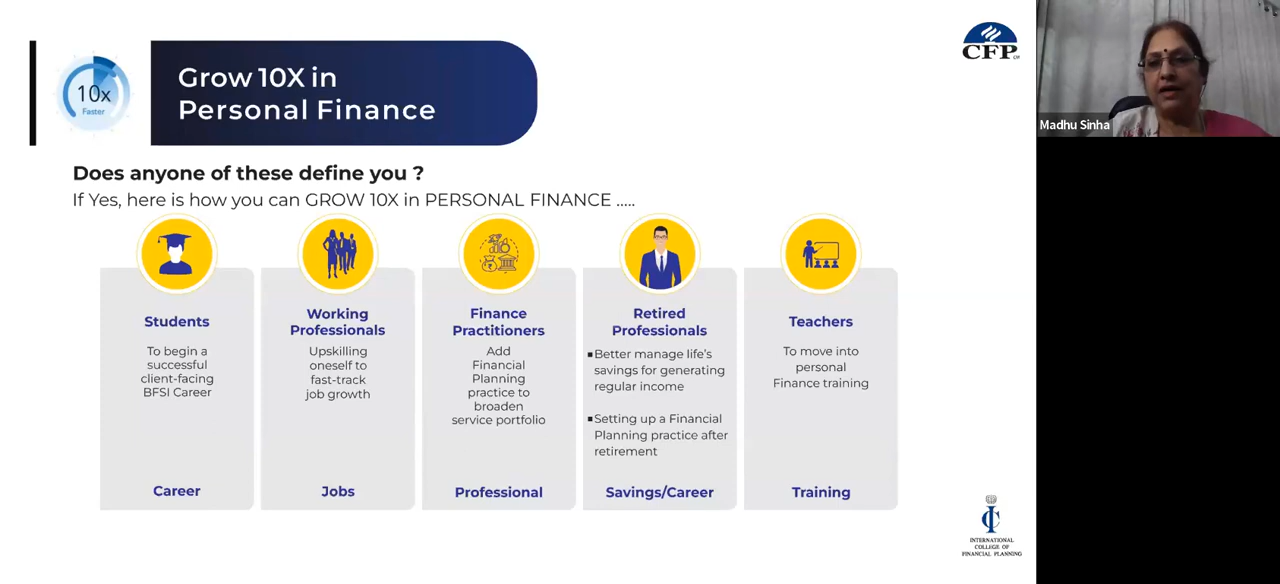 10x
Faster
Grow 10X in
Personal Finance
CFP
CM
Madhu Sinha
Does anyone of these define you ?
If Yes, here is how you can GROW 10X in PERSONAL FINANCE .....
Students
To begin a
successful
client-facing
BFSI Career
Career
Working
Professionals
Upskilling
oneself to
fast-track
job growth
Jobs
Finance
Practitioners
Add
Financial
Planning
practice to
broaden
service portfolio
Professional
Retired
Professionals
▪Better manage life's
savings for generating
regular income
▪Setting up a Financial
Planning practice after
retirement
Savings/Career
Teachers
To move into
personal
Finance training
Training
INTERNATIONAL
COLLEGE OF
FINANCIAL PLANNING